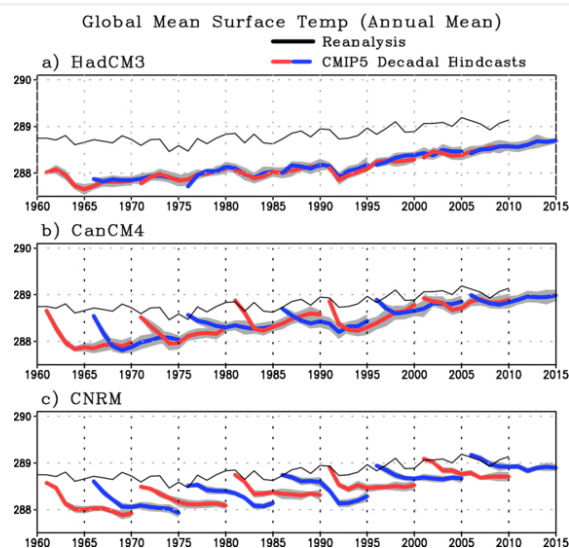 Global Mean Surface Temp (Annual Mean)
Reanalysis
a) HadCM3
CMIP5 Decadal Hindcasts
290
289
288
1960 1965 1970 1975 1980 1985 1990 1995 2000 2005 2010 2015
b) CanCM4
290
289
288
1960 1965 1970 1975 1980 1985 1990 1995 2000 2005 2010 2015
c) CNRM
290
289
288
1960 1965 1970 1975 1980 1985 1990 1995 2000 2005 2010 2015